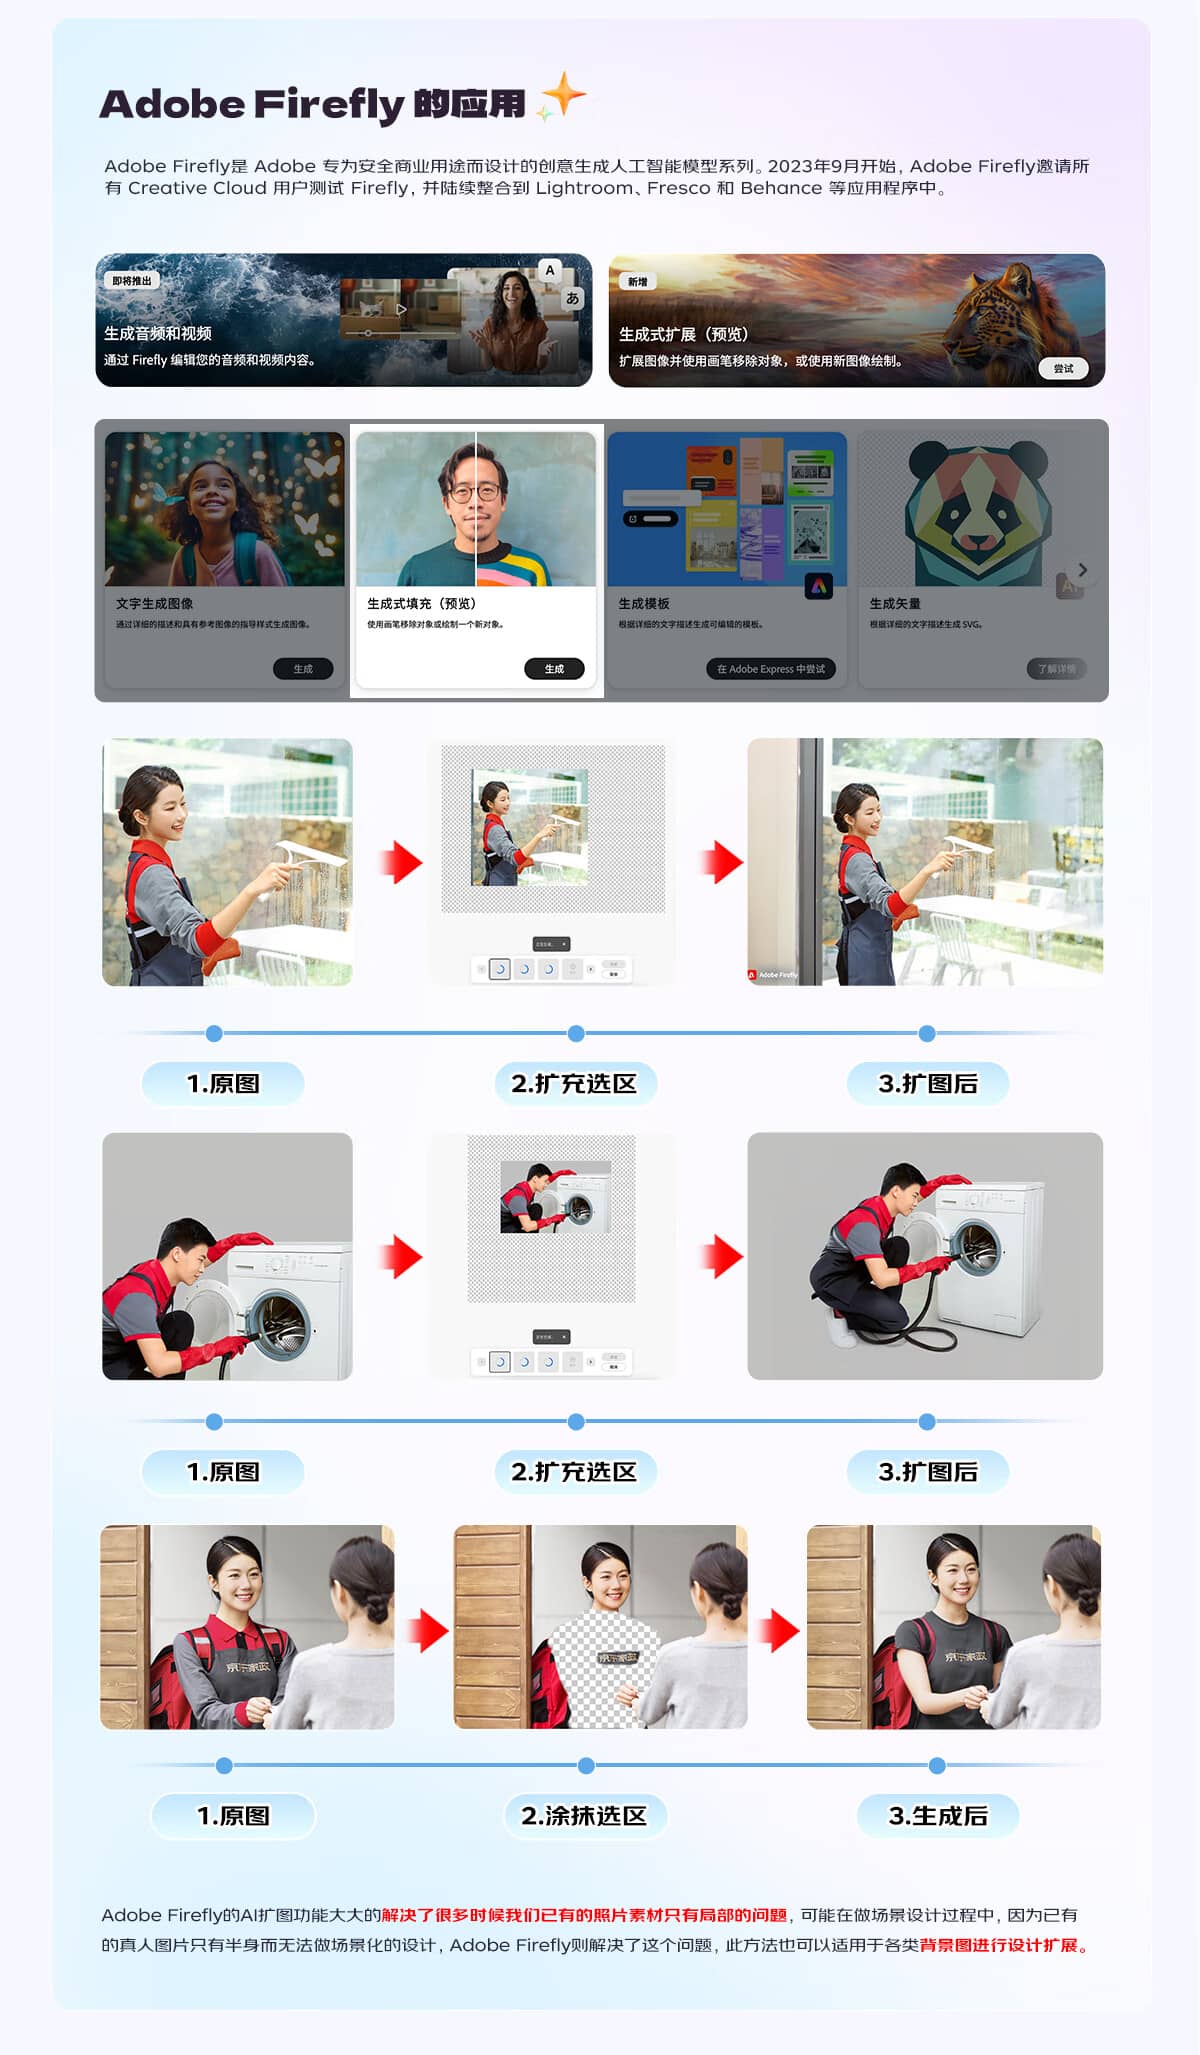 Adobe Firefly 的应用
Adobe Firefly是 Adobe 专为安全商业用途而设计的创意生成人工智能模型系列。2023年9月开始，Adobe Firefly邀请所
有 Creative Cloud 用户测试 Firefly，并陆续整合到 Lightroom、Fresco 和 Behance 等应用程序中。
即将推出
A
あ
生成音频和视频
通过 Firefly 编辑您的音频和视频内容。
新增
生成式扩展（预览）
扩展图像并使用画笔移除对象，或使用新图像绘制。
尝试
文字生成图像
通过详细的描述和具有参考图像的指导样式生成图像。
生成
生成式填充（预览）
使用画笔移除对象或绘制一个新对象。
生成
生成模板
根据详细的文字描述生成可编辑的模板。
在 Adobe Express 中尝试
Ai
生成矢量
根据详细的文字描述生成 SVG。
了解详情
Adobe Firefly
1.原图
2.扩充选区
3.扩图后
1.原图
2.扩充选区
3.扩图后
京东家政
京东家政
京东家政
1.原图
2.涂抹选区
3.生成后
Adobe Firefly的AI扩图功能大大的解决了很多时候我们已有的照片素材只有局部的问题，可能在做场景设计过程中，因为已有
的真人图片只有半身而无法做场景化的设计，Adobe Firefly则解决了这个问题，此方法也可以适用于各类背景图进行设计扩展。